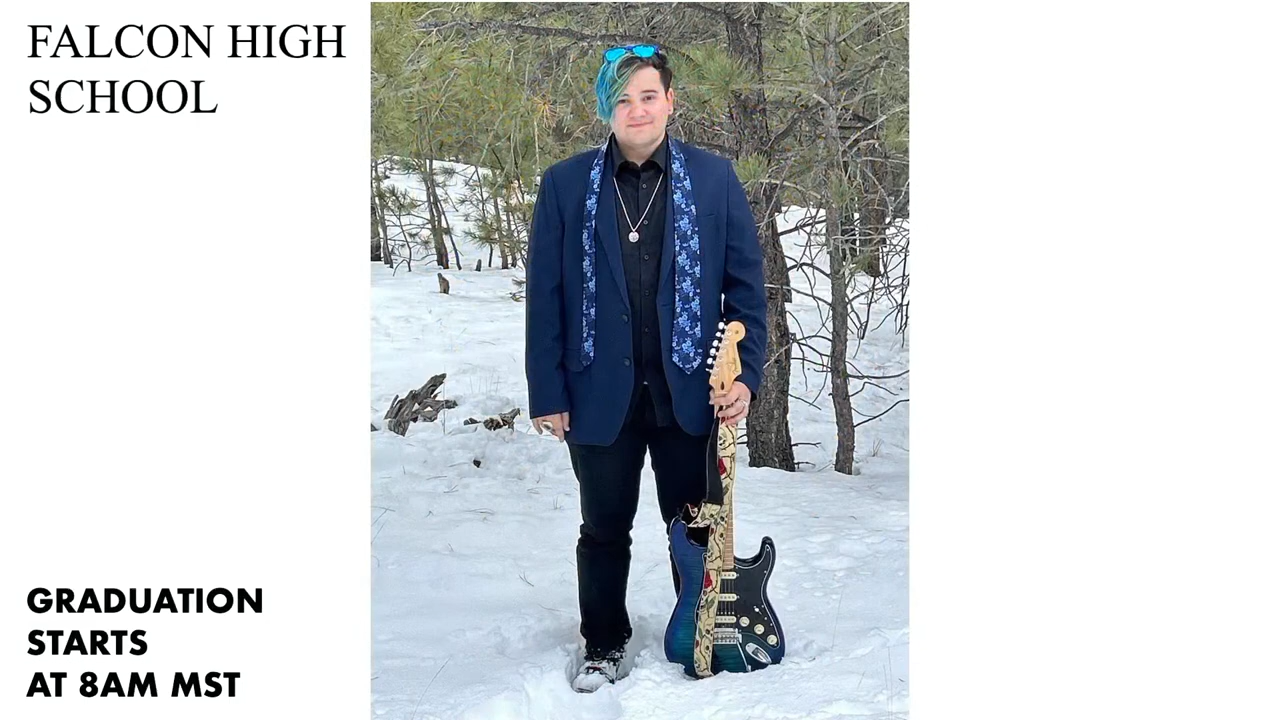 FALCON HIGH
SCHOOL
GRADUATION
STARTS
AT 8AM MST